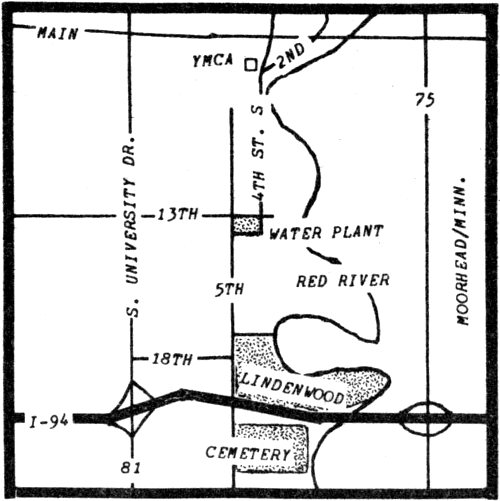 MAIN
YMCA
2ND
75
4TH ST. S
S. UNIVERSITY DR.
13TH
WATER PLANT
MOORHEAD/MINN.
5TH
RED RIVER
18TH
LINDENWOOD
I-94
CEMETERY
81